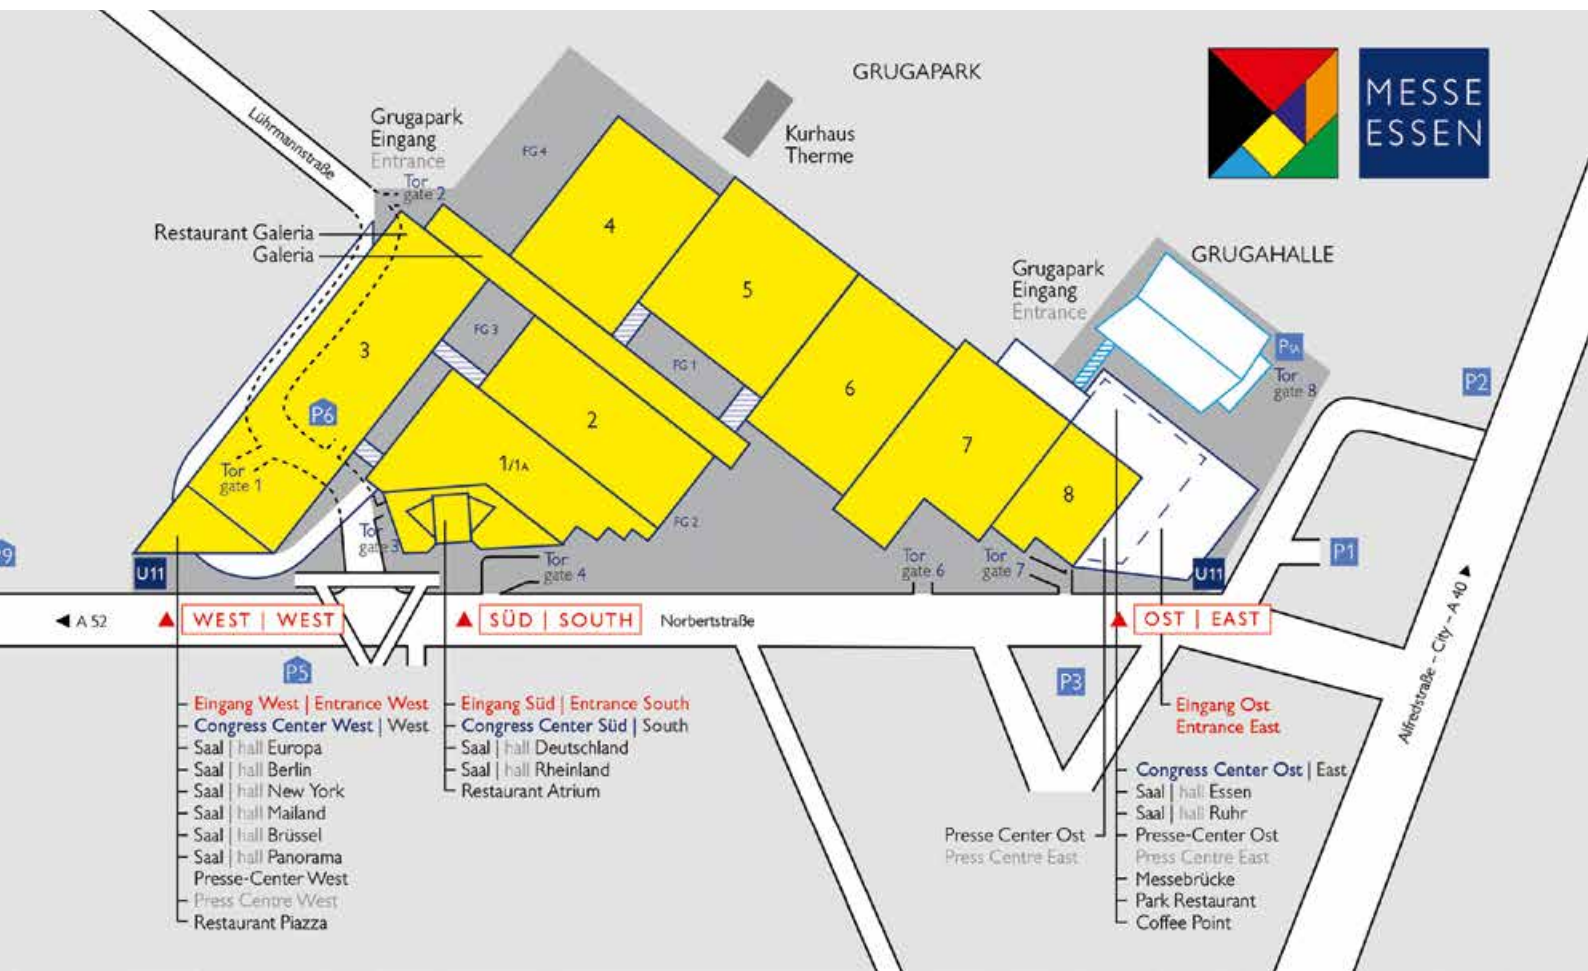 GRUGAPARK
MESSE
ESSEN
Lührmannstraße
Grugapark
Eingang
Entrance
Tor
gate 2
FG 4
Kurhaus
Therme
Restaurant Galeria
Galeria
4
5
GRUGAHALLE
Grugapark
Eingang
Entrance
3
FG 3
FG 1
P5A
Tor
gate 8
P2
P6
2
6
7
1/1A
8
Tor
gate 1
FG 2
Tor
gate 3
Tor
gate 4
Tor
gate 6
Tor
gate 7
P1
U11
U11
A 52
WEST | WEST
SÜD | SOUTH
Norbertstraße
OST | EAST
Alfredstraße – City – A 40
P5
P3
Eingang West | Entrance West
Congress Center West | West
Saal | hall Europa
Saal | hall Berlin
Saal | hall New York
Saal | hall Mailand
Saal | hall Brüssel
Saal | hall Panorama
Presse-Center West
Press Centre West
Restaurant Piazza
Eingang Süd | Entrance South
Congress Center Süd | South
Saal | hall Deutschland
Saal | hall Rheinland
Restaurant Atrium
Eingang Ost
Entrance East
Presse Center Ost
Press Centre East
Congress Center Ost | East
Saal | hall Essen
Saal | hall Ruhr
Presse-Center Ost
Press Centre East
Messebrücke
Park Restaurant
Coffee Point